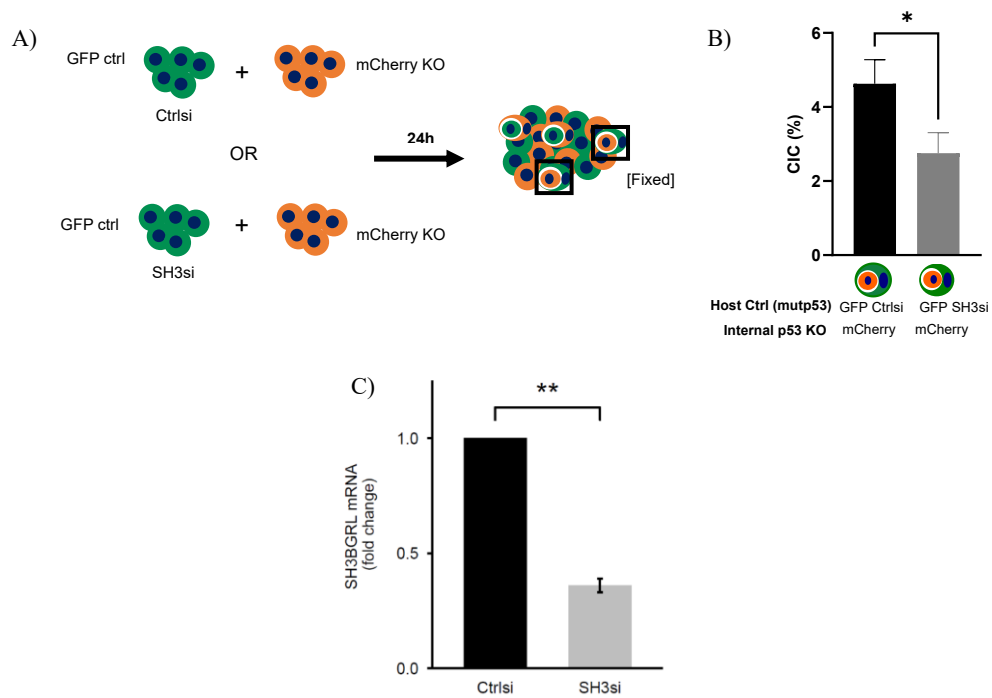 A)
GFP ctrl
mCherry KO
Ctrlsi
+
OR
24h
[Fixed]
GFP ctrl
mCherry KO
SH3si
+
B)
*
CIC (%)
6
4
2
0
Host Ctrl (mutp53) GFP Ctrlsi GFP SH3si
Internal p53 KO mCherry mCherry
C)
**
SH3BGRL mRNA
(fold change)
1.0
0.5
0.0
Ctrlsi SH3si